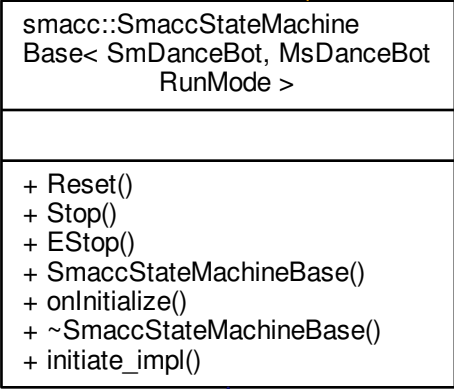 smacc::SmaccStateMachine
Base< SmDanceBot, MsDanceBot
RunMode >
+ Reset()
+ Stop()
+ EStop()
+ SmaccStateMachineBase()
+ onInitialize()
+ ~SmaccStateMachineBase()
+ initiate_impl()